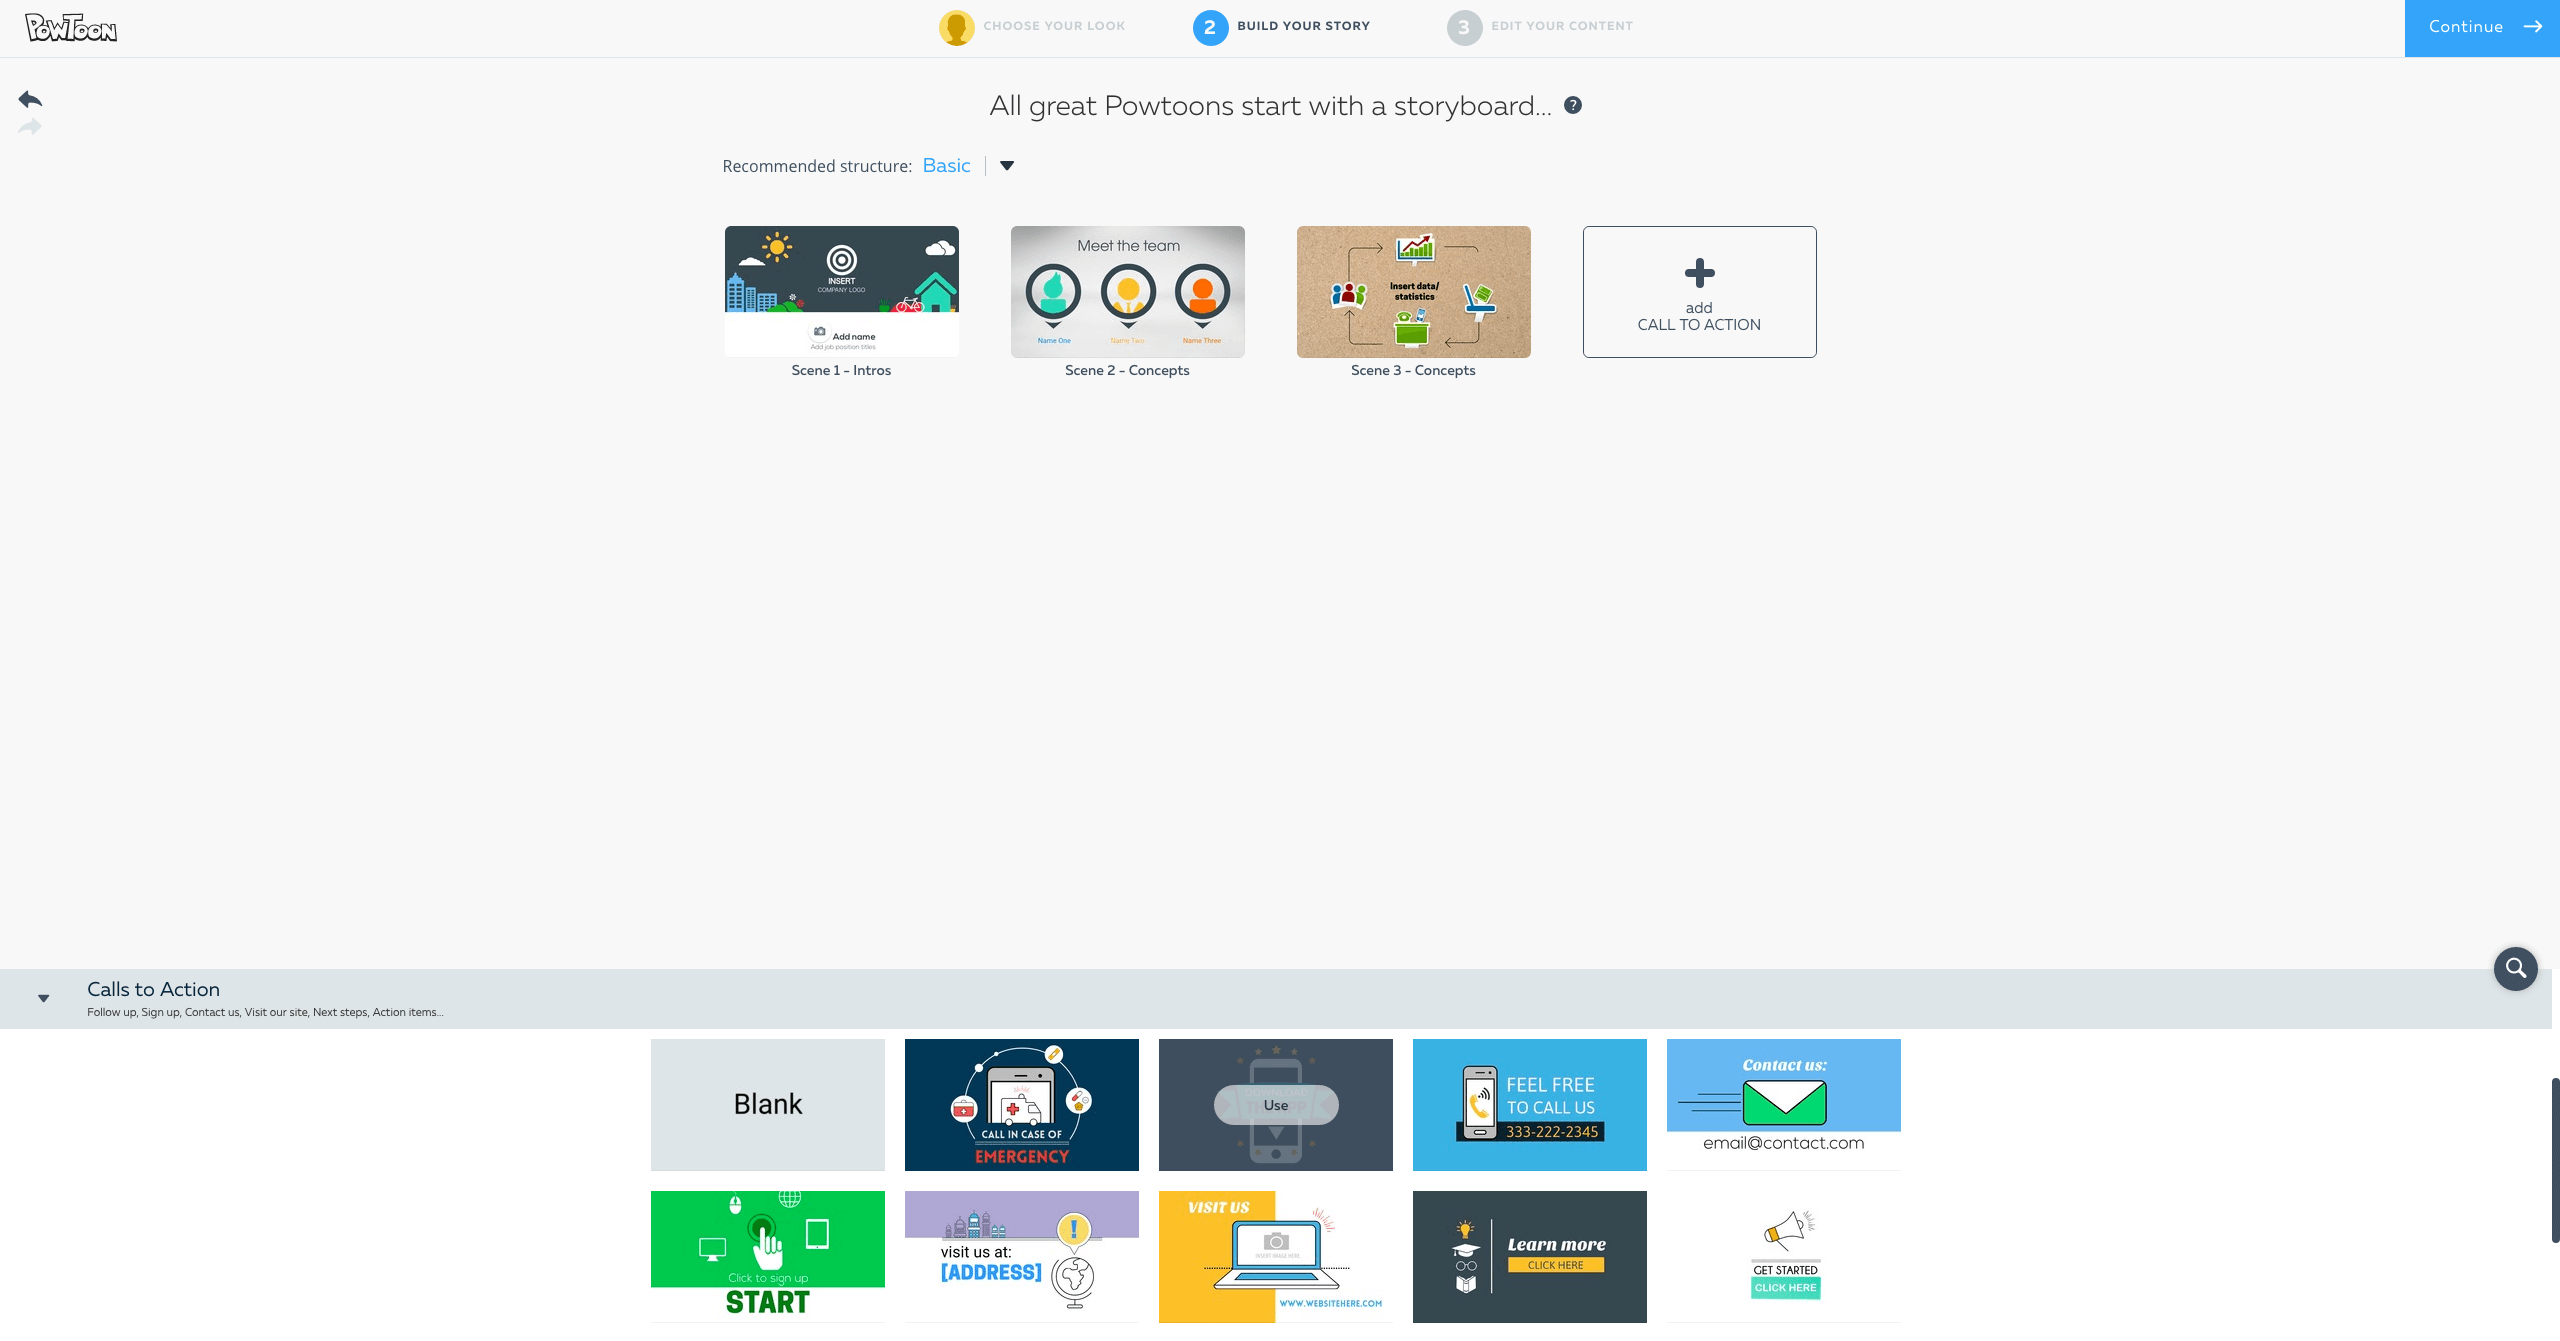 POWTOON
CHOOSE YOUR LOOK
2 BUILD YOUR STORY
3 EDIT YOUR CONTENT
Continue
All great Powtoons start with a storyboard... ?
Recommended structure: Basic
INSERT
COMPANY LOGO
Add name
Add job position titles
Scene 1 - Intros
Meet the team
Name One
Name Two
Name Three
Scene 2 - Concepts
Insert data/
statistics
Scene 3 - Concepts
add
CALL TO ACTION
Calls to Action
Follow up, Sign up, Contact us, Visit our site, Next steps, Action items...
Blank
CALL IN CASE OF
EMERGENCY
Use
FEEL FREE
TO CALL US
333-222-2345
Contact us:
email@contact.com
Click to sign up
START
visit us at:
[ADDRESS]
!
VISIT US
INSERT IMAGE HERE
WWW.WEBSITEHERE.COM
Learn more
CLICK HERE
GET STARTED
CLICK HERE